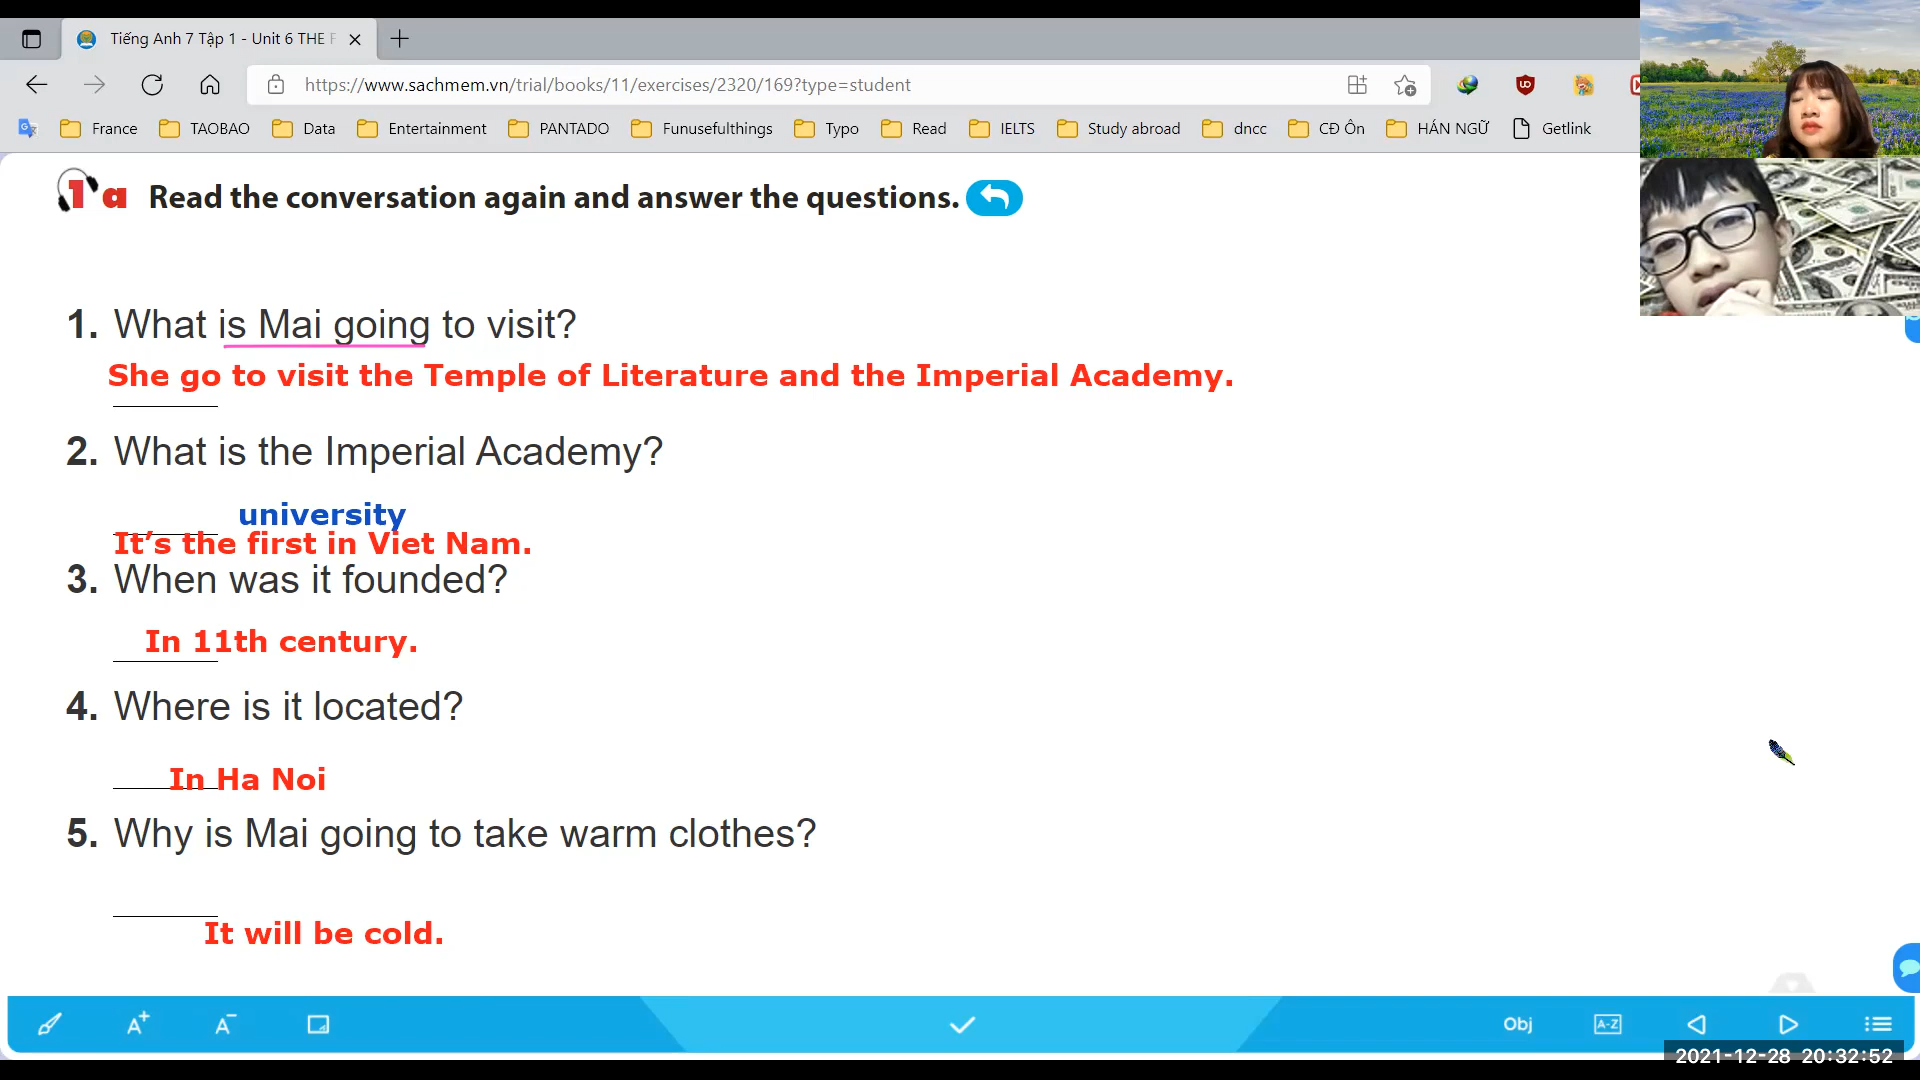 Tiếng Anh 7 Tập 1 - Unit 6 THE
https://www.sachmem.vn/trial/books/11/exercises/2320/169?type=student
France TAOBAO Data Entertainment PANTADO Funusefulthings Typo Read IELTS Study abroad dncc CĐ Ôn HÁN NGỮ Getlink
1 a Read the conversation again and answer the questions.
1. What is Mai going to visit?
She go to visit the Temple of Literature and the Imperial Academy.
2. What is the Imperial Academy?
university
It's the first in Viet Nam.
3. When was it founded?
In 11th century.
4. Where is it located?
In Ha Noi
5. Why is Mai going to take warm clothes?
It will be cold.
A+ A- Obj A-Z
2021-12-28 20:32:52